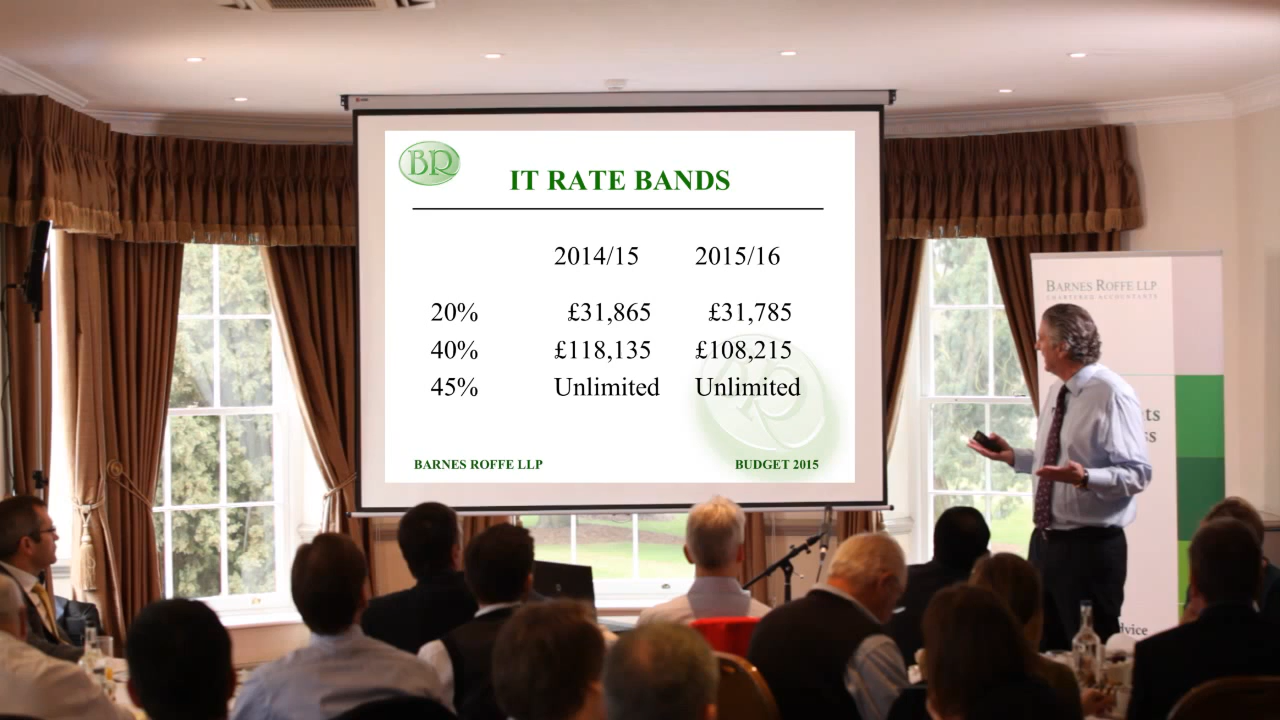 BR
IT RATE BANDS
2014/15 2015/16
20% £31,865 £31,785
40% £118,135 £108,215
45% Unlimited Unlimited
BARNES ROFFE LLP BUDGET 2015
BARNES ROFFE LLP
CHARTERED ACCOUNTANTS